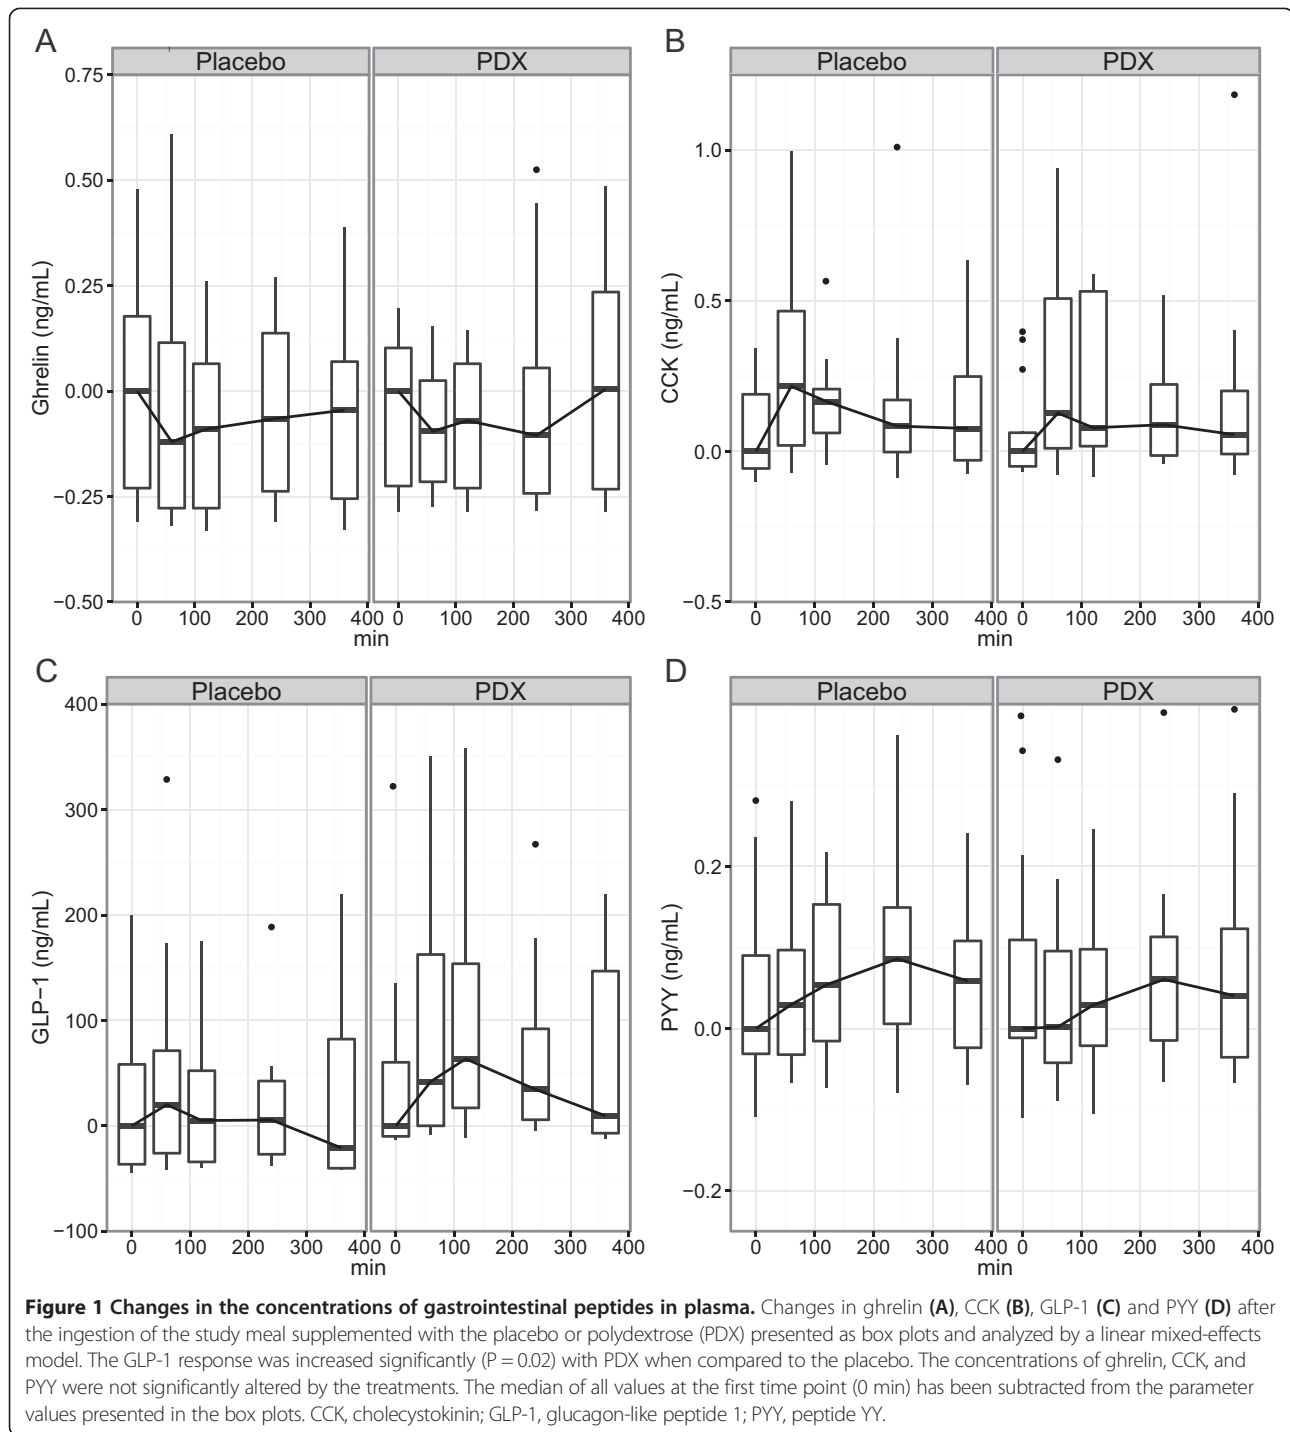 A
Placebo
PDX
0.75
0.50
0.25
0.00
−0.25
−0.50
Ghrelin (ng/mL)
0 100 200 300 400
0 100 200 300 400
min
B
Placebo
PDX
1.0
0.5
0.0
−0.5
CCK (ng/mL)
0 100 200 300 400
0 100 200 300 400
min
C
Placebo
PDX
400
300
200
100
0
−100
GLP−1 (ng/mL)
0 100 200 300 400
0 100 200 300 400
min
D
Placebo
PDX
0.2
0.0
−0.2
PYY (ng/mL)
0 100 200 300 400
0 100 200 300 400
min
Figure 1 Changes in the concentrations of gastrointestinal peptides in plasma. Changes in ghrelin (A), CCK (B), GLP-1 (C) and PYY (D) after
the ingestion of the study meal supplemented with the placebo or polydextrose (PDX) presented as box plots and analyzed by a linear mixed-effects
model. The GLP-1 response was increased significantly (P = 0.02) with PDX when compared to the placebo. The concentrations of ghrelin, CCK, and
PYY were not significantly altered by the treatments. The median of all values at the first time point (0 min) has been subtracted from the parameter
values presented in the box plots. CCK, cholecystokinin; GLP-1, glucagon-like peptide 1; PYY, peptide YY.